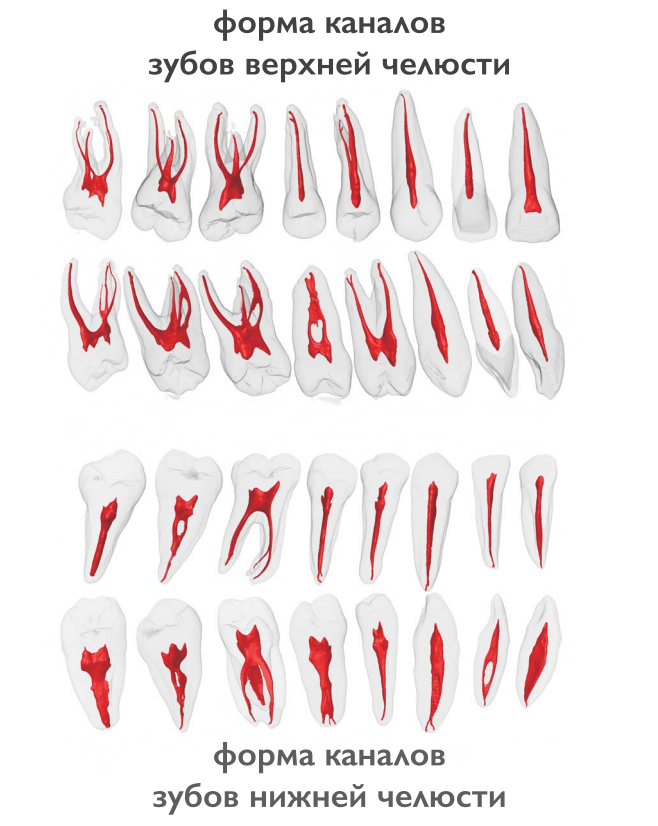 форма каналов
зубов верхней челюсти
форма каналов
зубов нижней челюсти